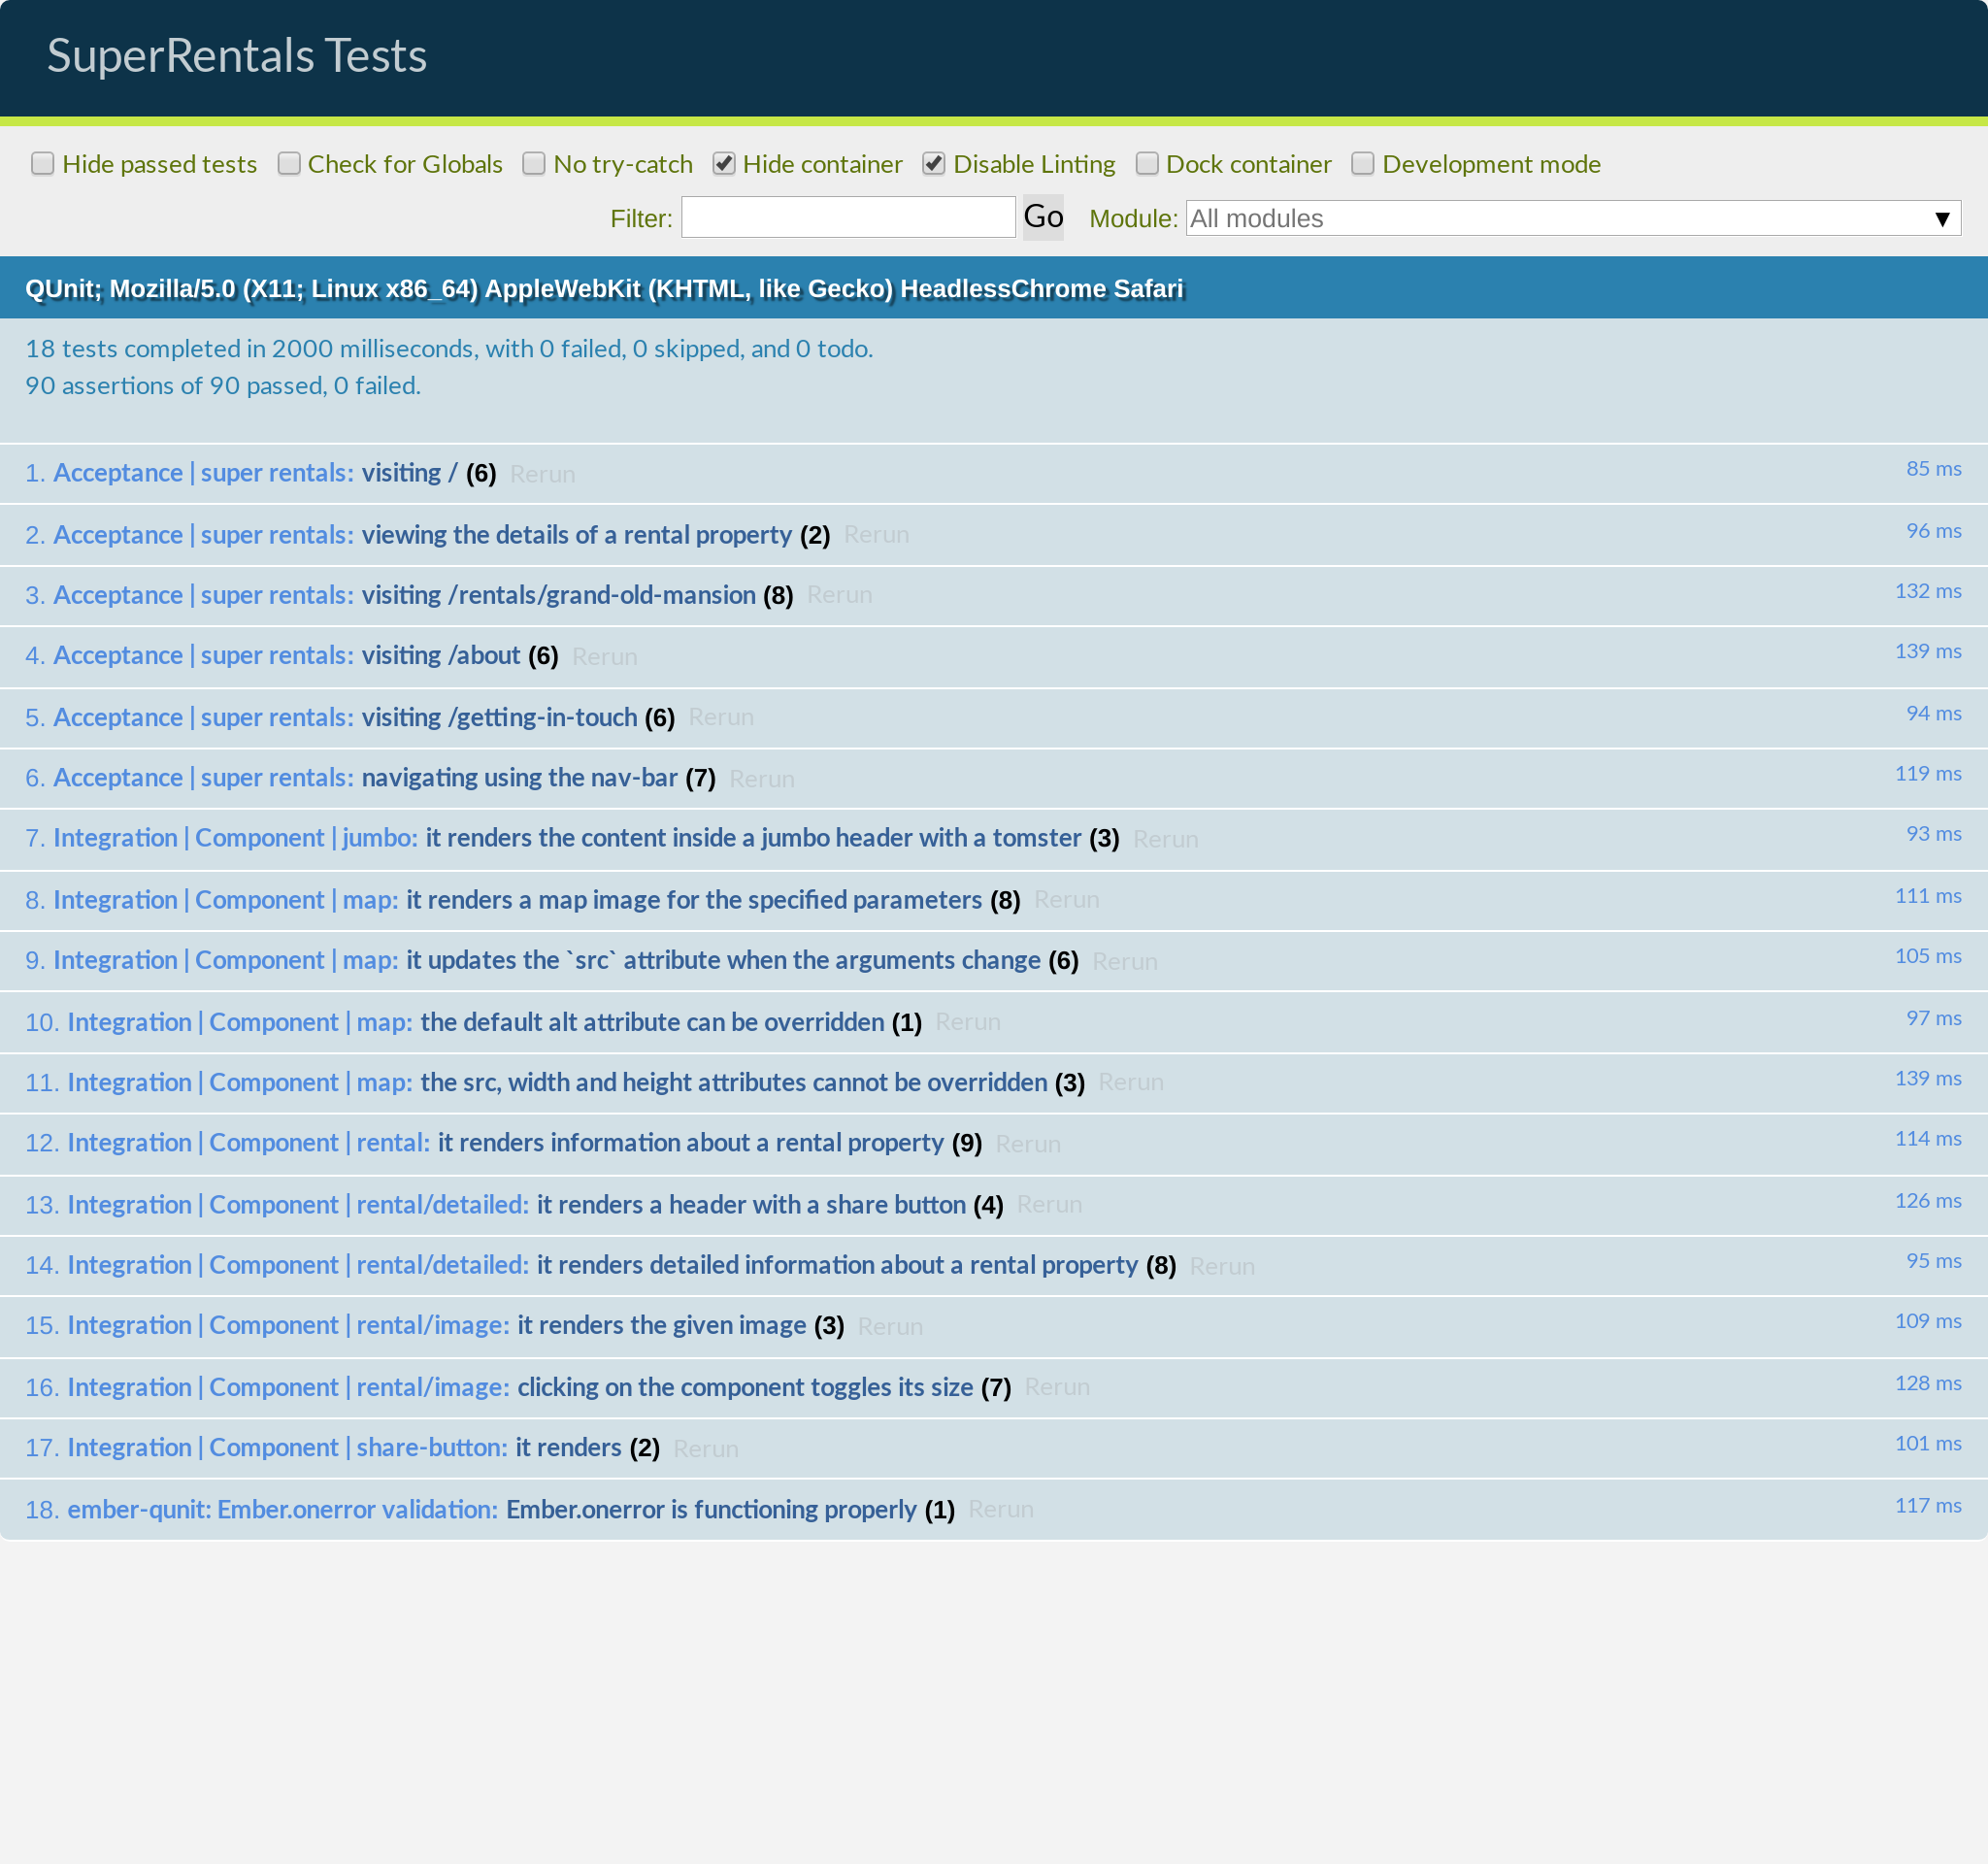 SuperRentals Tests
Hide passed tests Check for Globals No try-catch Hide container Disable Linting Dock container Development mode
Filter: Go Module: All modules ▼
QUnit; Mozilla/5.0 (X11; Linux x86_64) AppleWebKit (KHTML, like Gecko) HeadlessChrome Safari
18 tests completed in 2000 milliseconds, with 0 failed, 0 skipped, and 0 todo.
90 assertions of 90 passed, 0 failed.
1. Acceptance | super rentals: visiting / (6) Rerun 85 ms
2. Acceptance | super rentals: viewing the details of a rental property (2) Rerun 96 ms
3. Acceptance | super rentals: visiting /rentals/grand-old-mansion (8) Rerun 132 ms
4. Acceptance | super rentals: visiting /about (6) Rerun 139 ms
5. Acceptance | super rentals: visiting /getting-in-touch (6) Rerun 94 ms
6. Acceptance | super rentals: navigating using the nav-bar (7) Rerun 119 ms
7. Integration | Component | jumbo: it renders the content inside a jumbo header with a tomster (3) Rerun 93 ms
8. Integration | Component | map: it renders a map image for the specified parameters (8) Rerun 111 ms
9. Integration | Component | map: it updates the `src` attribute when the arguments change (6) Rerun 105 ms
10. Integration | Component | map: the default alt attribute can be overridden (1) Rerun 97 ms
11. Integration | Component | map: the src, width and height attributes cannot be overridden (3) Rerun 139 ms
12. Integration | Component | rental: it renders information about a rental property (9) Rerun 114 ms
13. Integration | Component | rental/detailed: it renders a header with a share button (4) Rerun 126 ms
14. Integration | Component | rental/detailed: it renders detailed information about a rental property (8) Rerun 95 ms
15. Integration | Component | rental/image: it renders the given image (3) Rerun 109 ms
16. Integration | Component | rental/image: clicking on the component toggles its size (7) Rerun 128 ms
17. Integration | Component | share-button: it renders (2) Rerun 101 ms
18. ember-qunit: Ember.onerror validation: Ember.onerror is functioning properly (1) Rerun 117 ms